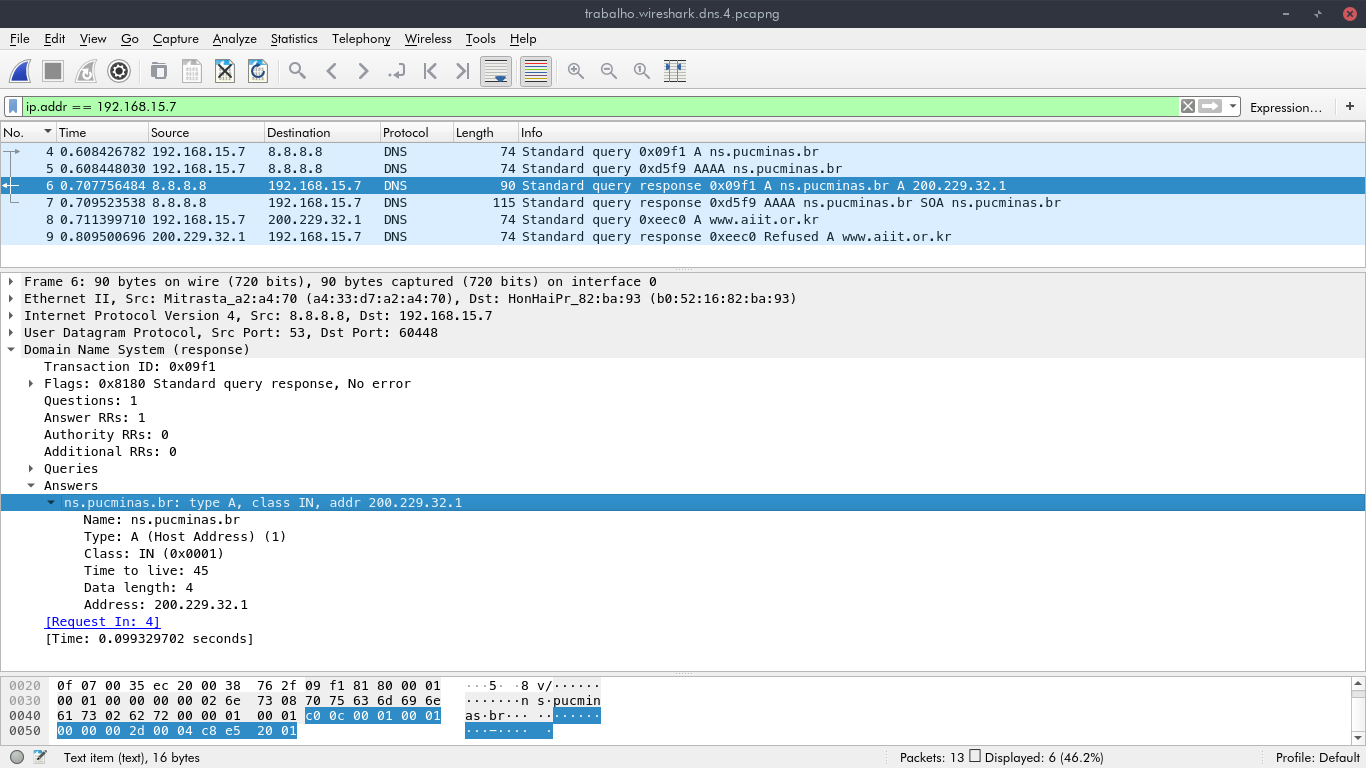 trabalho.wireshark.dns.4.pcapng
File Edit View Go Capture Analyze Statistics Telephony Wireless Tools Help
ip.addr == 192.168.15.7 Expression… +
No. Time Source Destination Protocol Length Info
4 0.608426782 192.168.15.7 8.8.8.8 DNS 74 Standard query 0x09f1 A ns.pucminas.br
5 0.608448030 192.168.15.7 8.8.8.8 DNS 74 Standard query 0xd5f9 AAAA ns.pucminas.br
6 0.707756484 8.8.8.8 192.168.15.7 DNS 90 Standard query response 0x09f1 A ns.pucminas.br A 200.229.32.1
7 0.709523538 8.8.8.8 192.168.15.7 DNS 115 Standard query response 0xd5f9 AAAA ns.pucminas.br SOA ns.pucminas.br
8 0.711399710 192.168.15.7 200.229.32.1 DNS 74 Standard query 0xeec0 A www.aiit.or.kr
9 0.809500696 200.229.32.1 192.168.15.7 DNS 74 Standard query response 0xeec0 Refused A www.aiit.or.kr
Frame 6: 90 bytes on wire (720 bits), 90 bytes captured (720 bits) on interface 0
Ethernet II, Src: Mitrasta_a2:a4:70 (a4:33:d7:a2:a4:70), Dst: HonHaiPr_82:ba:93 (b0:52:16:82:ba:93)
Internet Protocol Version 4, Src: 8.8.8.8, Dst: 192.168.15.7
User Datagram Protocol, Src Port: 53, Dst Port: 60448
Domain Name System (response)
Transaction ID: 0x09f1
Flags: 0x8180 Standard query response, No error
Questions: 1
Answer RRs: 1
Authority RRs: 0
Additional RRs: 0
Queries
Answers
ns.pucminas.br: type A, class IN, addr 200.229.32.1
Name: ns.pucminas.br
Type: A (Host Address) (1)
Class: IN (0x0001)
Time to live: 45
Data length: 4
Address: 200.229.32.1
[Request In: 4]
[Time: 0.099329702 seconds]
0020 0f 07 00 35 ec 20 00 38 76 2f 09 f1 81 80 00 01 ···5· ·8 v/······
0030 00 01 00 00 00 00 02 6e 73 08 70 75 63 6d 69 6e ·······n s·pucmin
0040 61 73 02 62 72 00 00 01 00 01 c0 0c 00 01 00 01 as·br··· ········
0050 00 00 00 2d 00 04 c8 e5 20 01 ···-···· ·
Text item (text), 16 bytes Packets: 13 Displayed: 6 (46.2%) Profile: Default